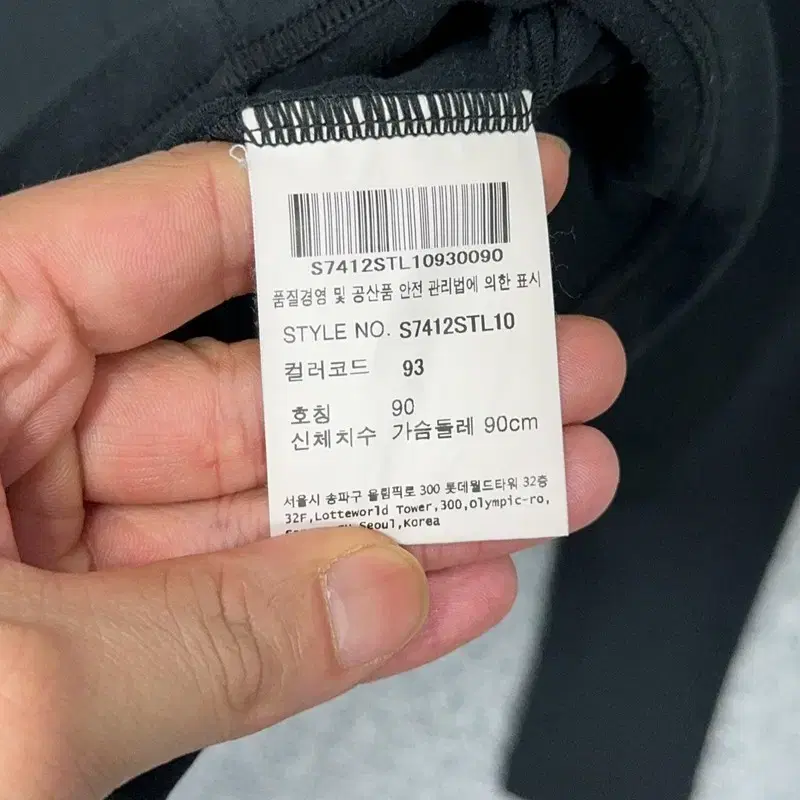 S7412STL10930090
품질경영 및 공산품 안전 관리법에 의한 표시
STYLE NO. S7412STL10
컬러코드 93
호칭 90
신체치수 가슴둘레 90cm
서울시 송파구 올림픽로 300 롯데월드타워 32층
32F,Lotteworld Tower,300,Olympic-ro,
Seoul,Korea